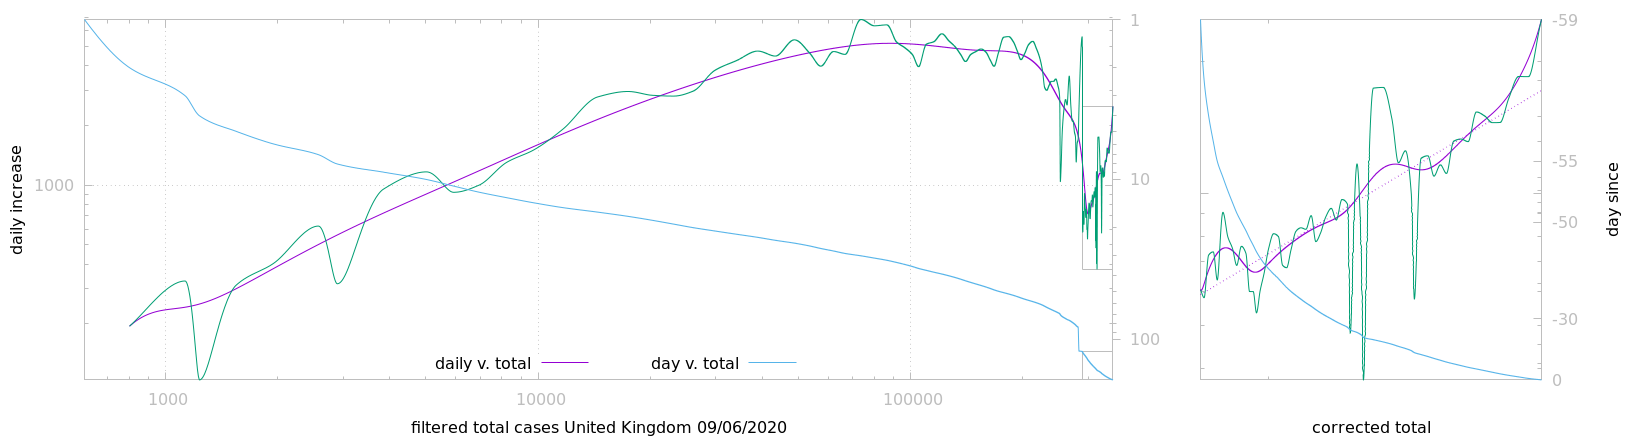 daily increase
1000
1
10
100
daily v. total
day v. total
1000
10000
100000
filtered total cases United Kingdom 09/06/2020
-59
-55
-50
-30
0
day since
corrected total